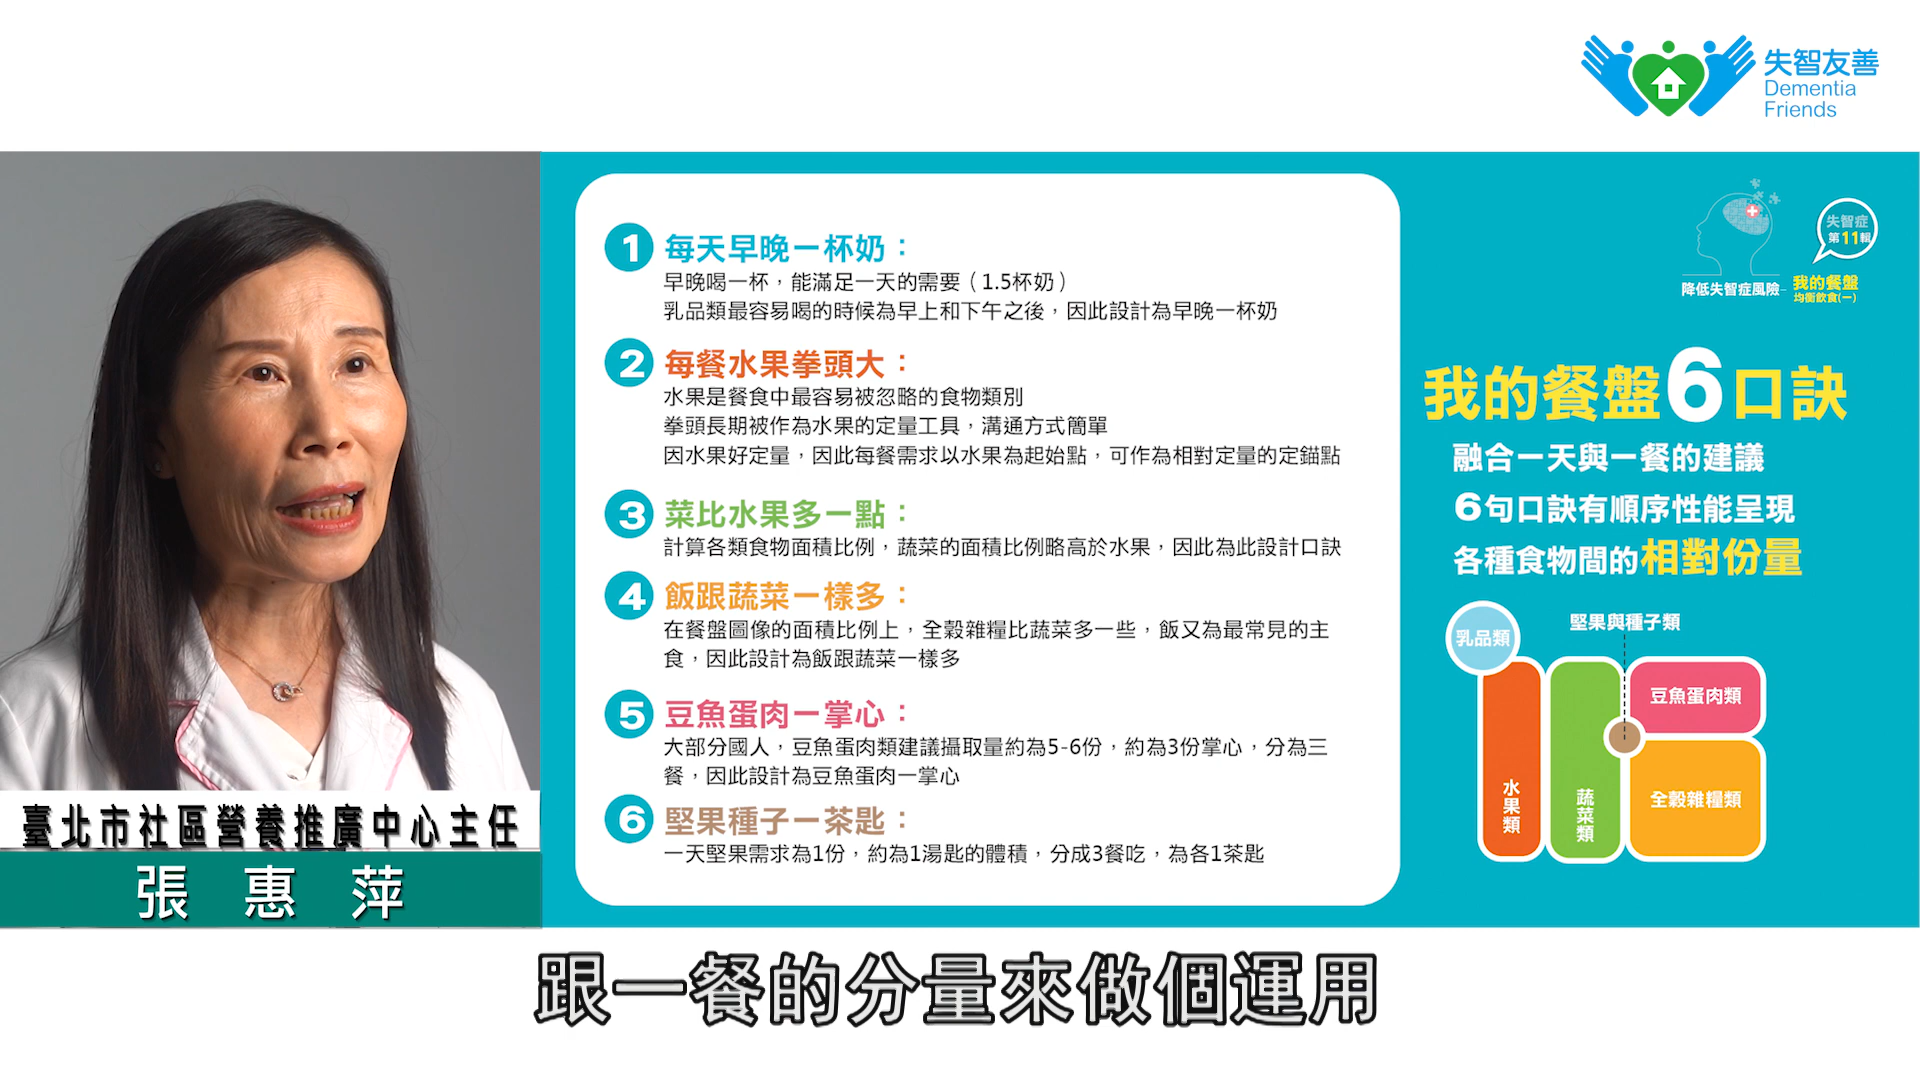 失智友善
Dementia
Friends
1 每天早晚一杯奶：
早晚喝一杯，能滿足一天的需要（1.5杯奶）
乳品類最容易喝的時候為早上和下午之後，因此設計為早晚一杯奶
2 每餐水果拳頭大：
水果是餐食中最容易被忽略的食物類別
拳頭長期被作為水果的定量工具，溝通方式簡單
因水果好定量，因此每餐需求以水果為起始點，可作為相對定量的定錨點
3 菜比水果多一點：
計算各類食物面積比例，蔬菜的面積比例略高於水果，因此為此設計口訣
4 飯跟蔬菜一樣多：
在餐盤圖像的面積比例上，全穀雜糧比蔬菜多一些，飯又為最常見的主
食，因此設計為飯跟蔬菜一樣多
5 豆魚蛋肉一掌心：
大部分國人，豆魚蛋肉類建議攝取量約為5-6份，約為3份掌心，分為三
餐，因此設計為豆魚蛋肉一掌心
6 堅果種子一茶匙：
一天堅果需求為1份，約為1湯匙的體積，分成3餐吃，為各1茶匙
失智症
第11輯
降低失智症風險-
我的餐盤
均衡飲食(一)
我的餐盤6口訣
融合一天與一餐的建議
6句口訣有順序性能呈現
各種食物間的相對份量
堅果與種子類
乳品類
豆魚蛋肉類
水果類
蔬菜類
全穀雜糧類
臺北市社區營養推廣中心主任
張惠萍
跟一餐的分量來做個運用